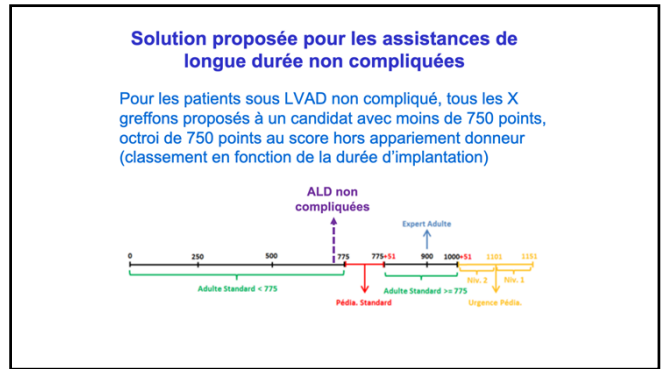 Solution proposée pour les assistances de
longue durée non compliquées
Pour les patients sous LVAD non compliqué, tous les X
greffons proposés à un candidat avec moins de 750 points,
octroi de 750 points au score hors appariement donneur
(classement en fonction de la durée d'implantation)
ALD non
compliquées
Expert Adulte
0 250 500 775 775+51 900 1000+51 1101 1151
Adulte Standard < 775 Adulte Standard >= 775 Niv. 2 Niv. 1
Pédia. Standard Urgence Pédia.